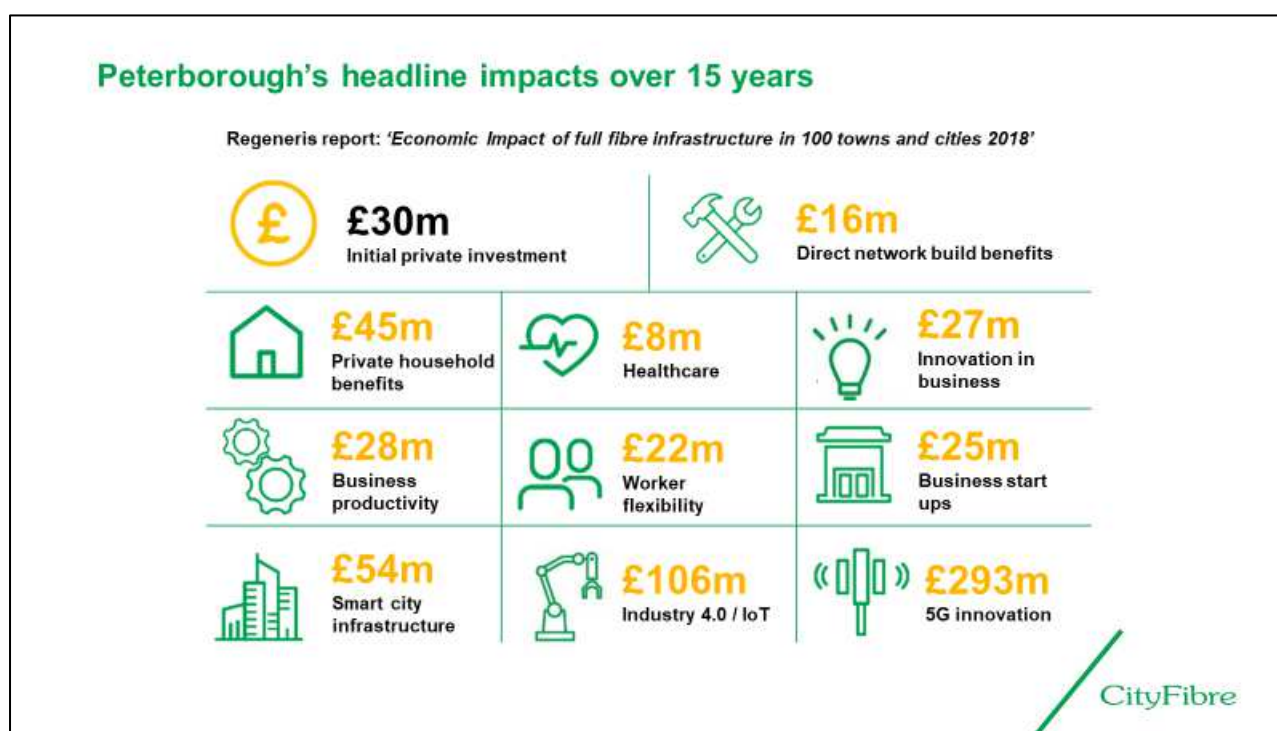 Peterborough's headline impacts over 15 years
Regeneris report: ‘Economic Impact of full fibre infrastructure in 100 towns and cities 2018’
£
£30m
Initial private investment
£16m
Direct network build benefits
£45m
Private household
benefits
£8m
Healthcare
£27m
Innovation in
business
£28m
Business
productivity
£22m
Worker
flexibility
£25m
Business start
ups
£54m
Smart city
infrastructure
£106m
Industry 4.0 / IoT
£293m
5G innovation
CityFibre